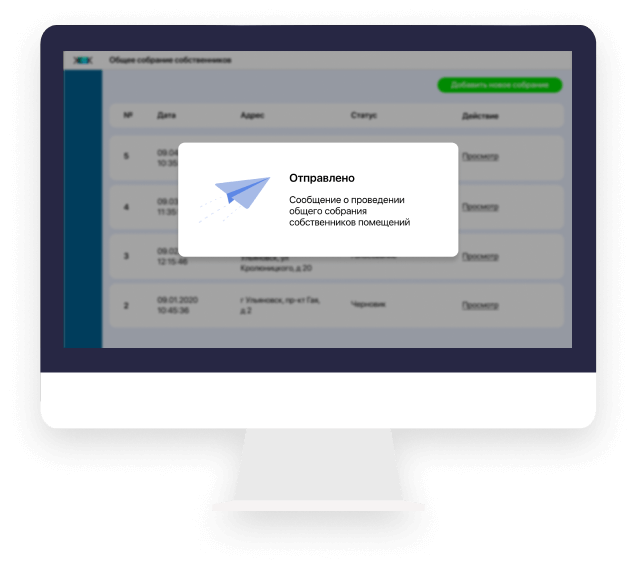 Общее собрание собственников
Добавить новое собрание
№ Дата Адрес Статус Действие
5 09.04
10:35
Просмотр
Отправлено
Сообщение о проведении
общего собрания
собственников помещений
4 09.03
11:35
Просмотр
3 09.02
12:15:46
Ульяновск, ул
д.20
Просмотр
2 09.01.2020
10:45:36
г Ульяновск, пр-кт Гая,
д.2
Черновик Просмотр